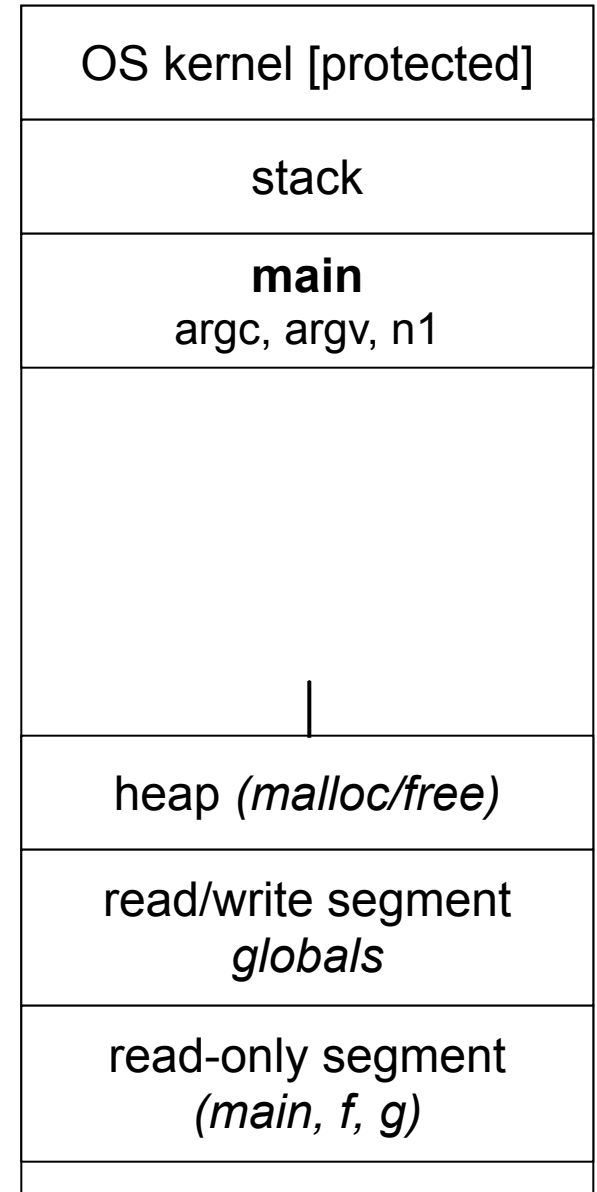 OS kernel [protected]
stack
main
argc, argv, n1
heap (malloc/free)
read/write segment
globals
read-only segment
(main, f, g)